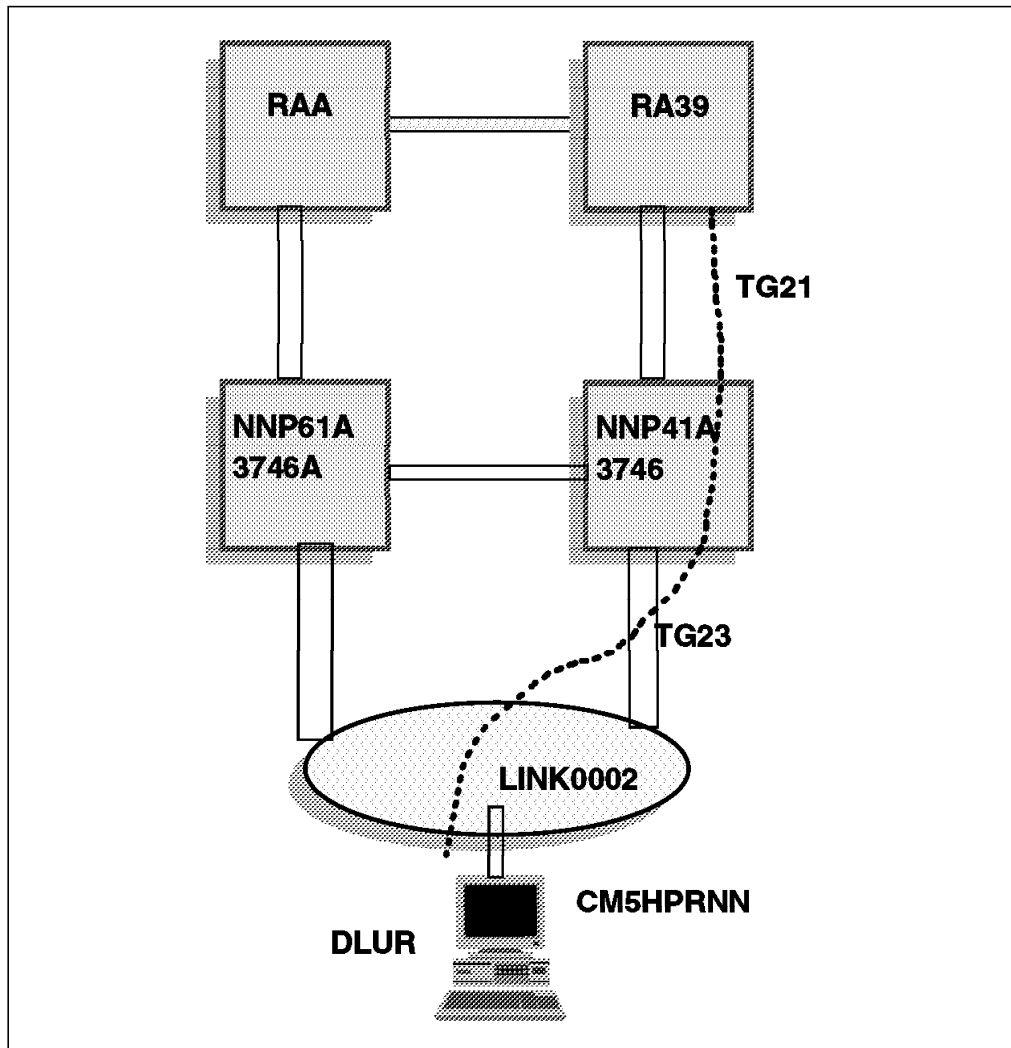 RAA
RA39
TG21
NNP61A
3746A
NNP41A
3746
TG23
LINK0002
CM5HPRNN
DLUR